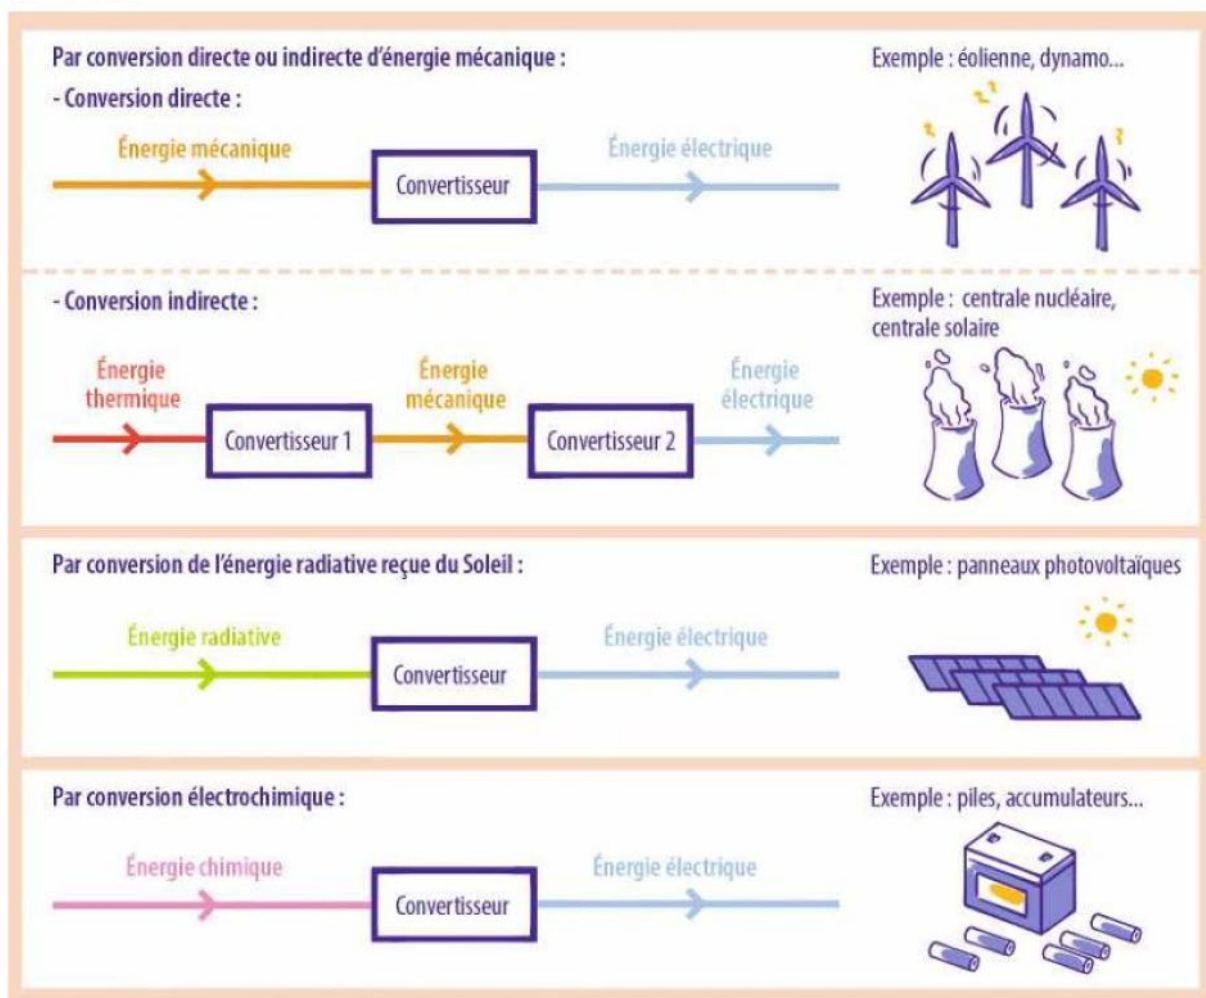 Par conversion directe ou indirecte d'énergie mécanique :
Exemple : éolienne, dynamo...
- Conversion directe :
Énergie mécanique
Énergie électrique
Convertisseur
- Conversion indirecte :
Exemple : centrale nucléaire,
centrale solaire
Énergie
thermique
Énergie
mécanique
Énergie
électrique
Convertisseur 1
Convertisseur 2
Par conversion de l'énergie radiative reçue du Soleil :
Exemple : panneaux photovoltaïques
Énergie radiative
Énergie électrique
Convertisseur
Par conversion électrochimique :
Exemple : piles, accumulateurs...
Énergie chimique
Énergie électrique
Convertisseur